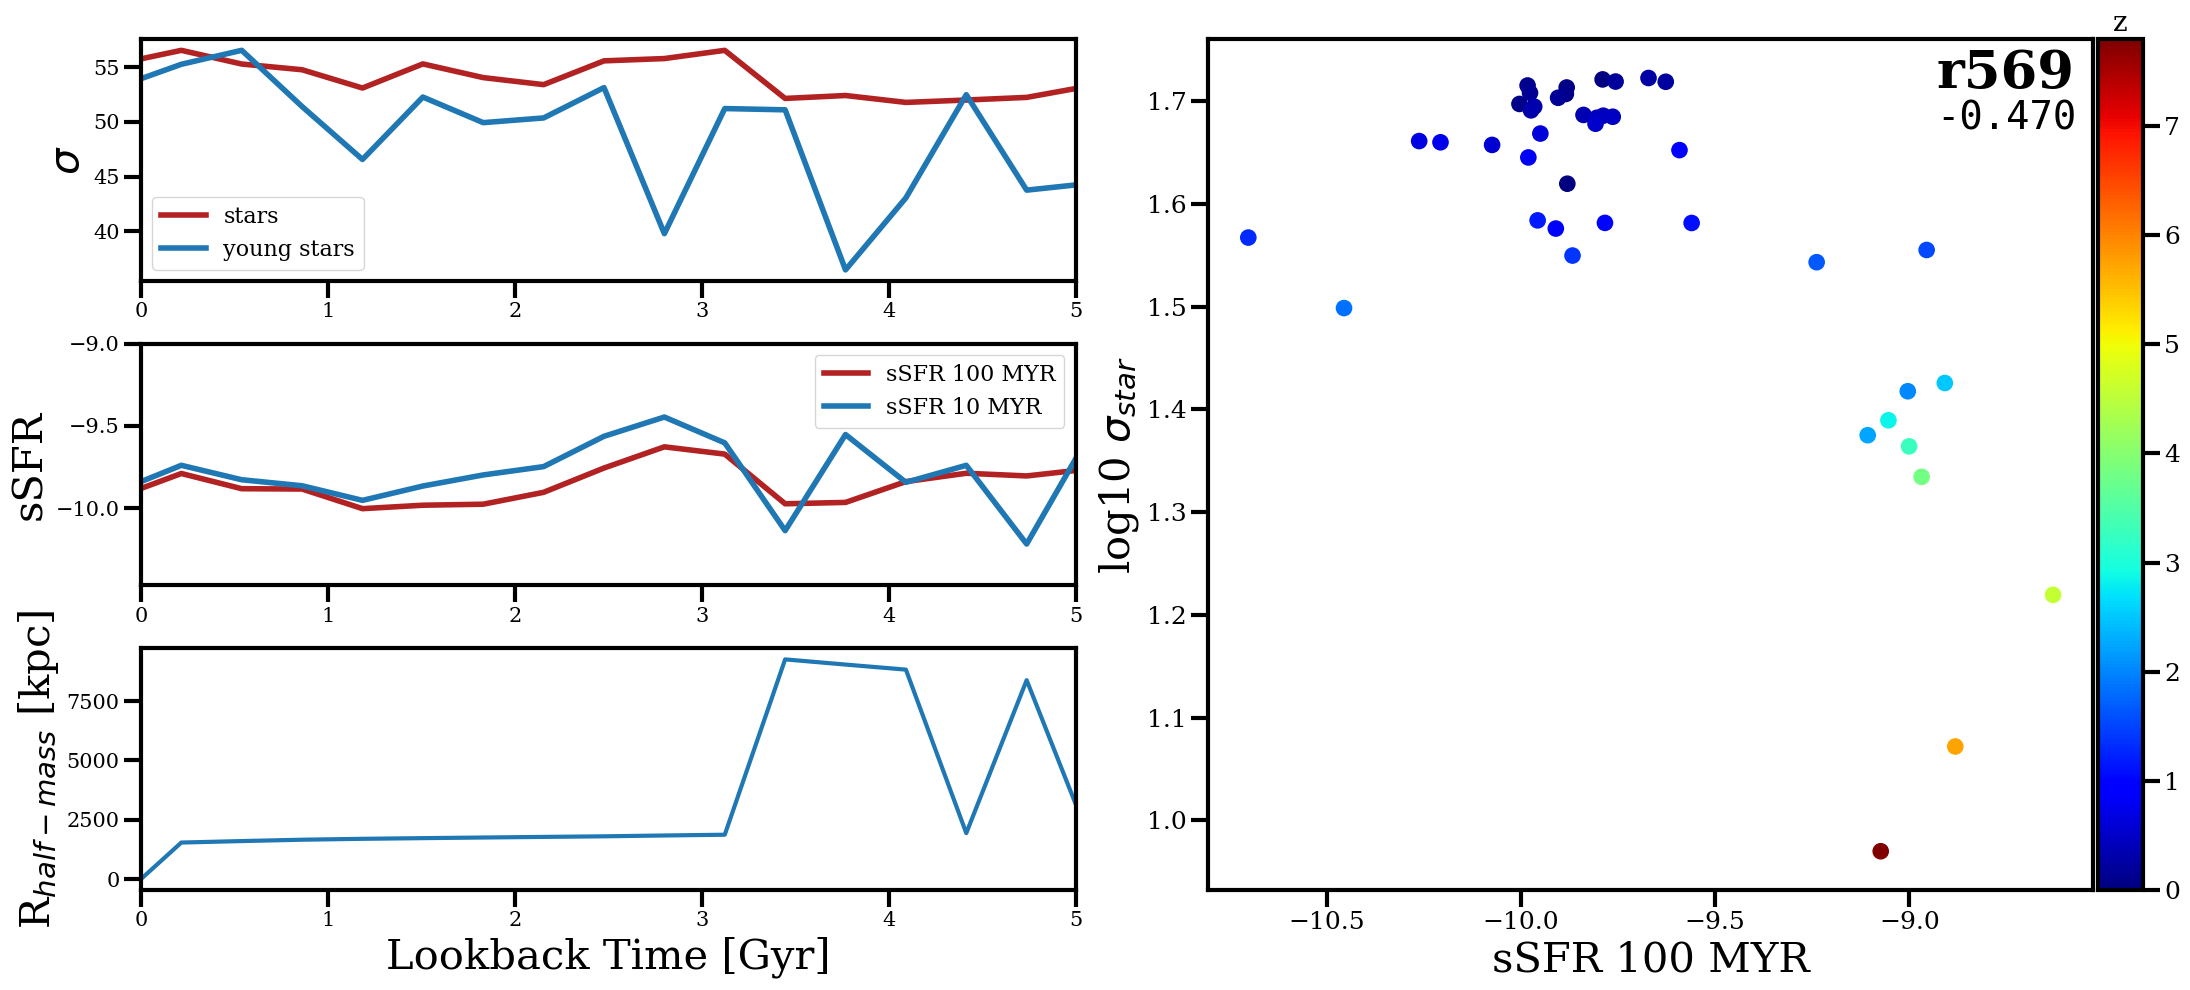 σ
55
50
45
40
stars
young stars
0 1 2 3 4 5
sSFR
−9.0
−9.5
−10.0
sSFR 100 MYR
sSFR 10 MYR
0 1 2 3 4 5
R_{half-mass} [kpc]
7500
5000
2500
0
0 1 2 3 4 5
Lookback Time [Gyr]
log10 σ_{star}
1.7
1.6
1.5
1.4
1.3
1.2
1.1
1.0
r569
-0.470
−10.5 −10.0 −9.5 −9.0
sSFR 100 MYR
z
7
6
5
4
3
2
1
0